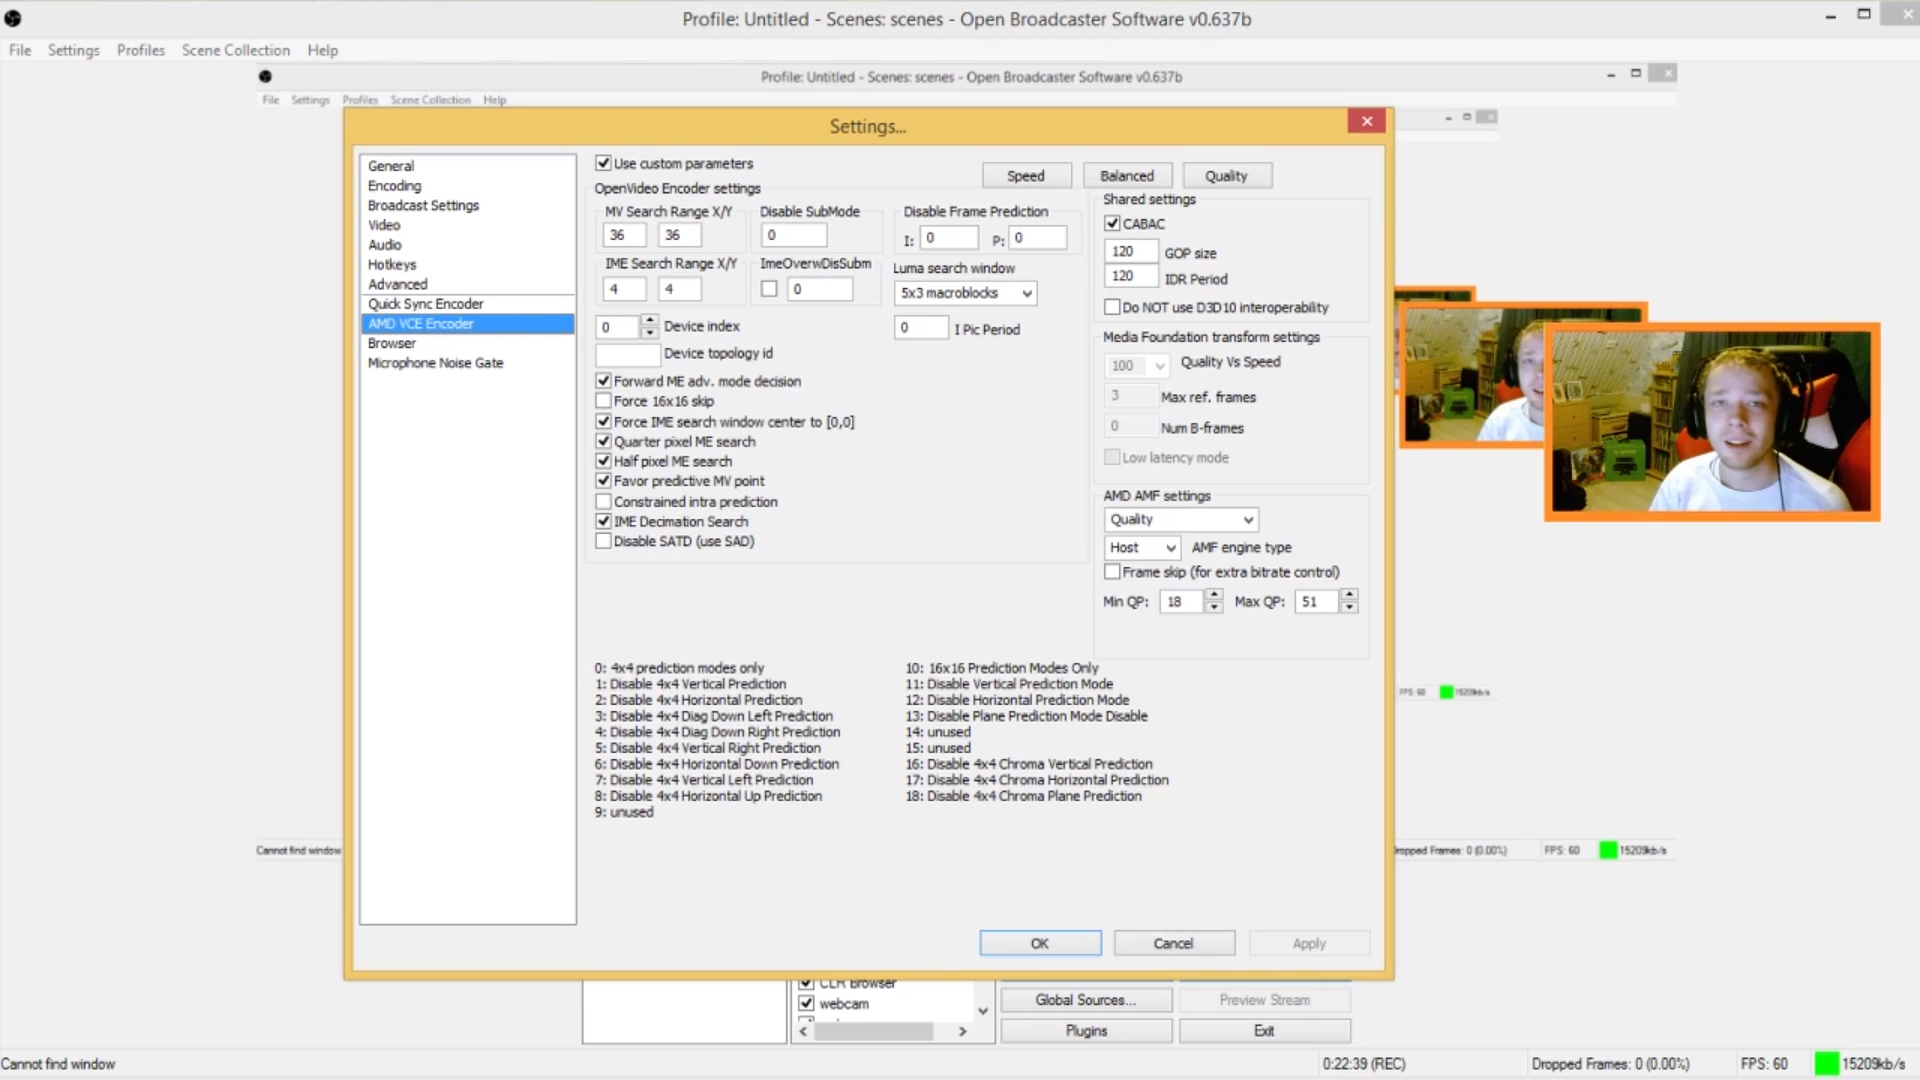 Profile: Untitled - Scenes: scenes - Open Broadcaster Software v0.637b
File Settings Profiles Scene Collection Help
Profile: Untitled - Scenes: scenes - Open Broadcaster Software v0.637b
File Settings Profiles Scene Collection Help
Settings...
General
Encoding
Broadcast Settings
Video
Audio
Hotkeys
Advanced
Quick Sync Encoder
AMD VCE Encoder
Browser
Microphone Noise Gate
Use custom parameters
Speed Balanced Quality
OpenVideo Encoder settings
MV Search Range X/Y Disable SubMode Disable Frame Prediction
36 36 0 I: 0 P: 0
IME Search Range X/Y ImeOverwDisSubm Luma search window
4 4 0 5x3 macroblocks
0 Device index 0 I Pic Period
Device topology id
Forward ME adv. mode decision
Force 16x16 skip
Force IME search window center to [0,0]
Quarter pixel ME search
Half pixel ME search
Favor predictive MV point
Constrained intra prediction
IME Decimation Search
Disable SATD (use SAD)
Shared settings
CABAC
120 GOP size
120 IDR Period
Do NOT use D3D10 interoperability
Media Foundation transform settings
100 Quality Vs Speed
3 Max ref. frames
0 Num B-frames
Low latency mode
AMD AMF settings
Quality
Host AMF engine type
Frame skip (for extra bitrate control)
Min QP: 18 Max QP: 51
0: 4x4 prediction modes only
1: Disable 4x4 Vertical Prediction
2: Disable 4x4 Horizontal Prediction
3: Disable 4x4 Diag Down Left Prediction
4: Disable 4x4 Diag Down Right Prediction
5: Disable 4x4 Vertical Right Prediction
6: Disable 4x4 Horizontal Down Prediction
7: Disable 4x4 Vertical Left Prediction
8: Disable 4x4 Horizontal Up Prediction
9: unused
10: 16x16 Prediction Modes Only
11: Disable Vertical Prediction Mode
12: Disable Horizontal Prediction Mode
13: Disable Plane Prediction Mode Disable
14: unused
15: unused
16: Disable 4x4 Chroma Vertical Prediction
17: Disable 4x4 Chroma Horizontal Prediction
18: Disable 4x4 Chroma Plane Prediction
FPS: 60 15209kb/s
Cannot find window
Dropped Frames: 0 (0.00%) FPS: 60 15209kb/s
OK Cancel Apply
CLR Browser
webcam
Global Sources... Preview Stream
Plugins Exit
Cannot find window 0:22:39 (REC) Dropped Frames: 0 (0.00%) FPS: 60 15209kb/s